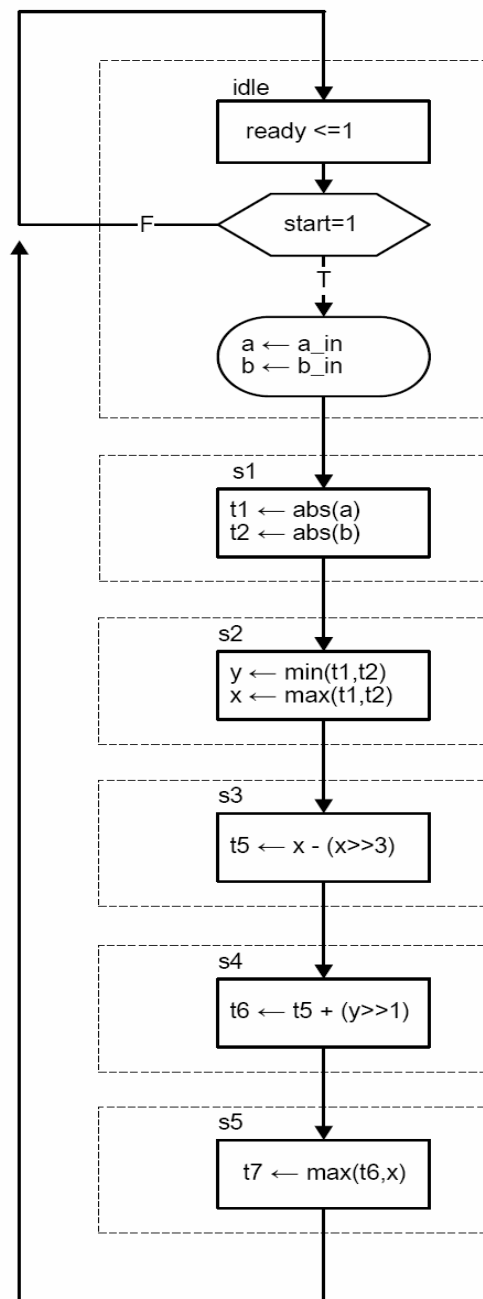 idle
ready <=1
start=1
F
T
a ← a_in
b ← b_in
s1
t1 ← abs(a)
t2 ← abs(b)
s2
y ← min(t1,t2)
x ← max(t1,t2)
s3
t5 ← x - (x>>3)
s4
t6 ← t5 + (y>>1)
s5
t7 ← max(t6,x)